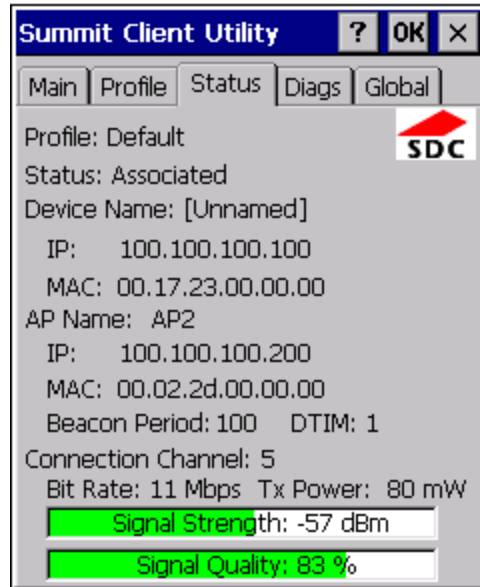 Summit Client Utility ? OK ×
Main Profile Status Diags Global
SDC
Profile: Default
Status: Associated
Device Name: [Unnamed]
IP: 100.100.100.100
MAC: 00.17.23.00.00.00
AP Name: AP2
IP: 100.100.100.200
MAC: 00.02.2d.00.00.00
Beacon Period: 100 DTIM: 1
Connection Channel: 5
Bit Rate: 11 Mbps Tx Power: 80 mW
Signal Strength: -57 dBm
Signal Quality: 83 %